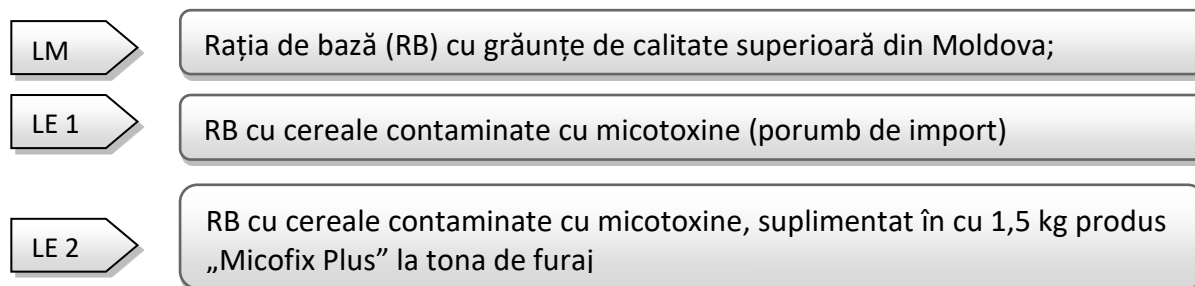 LM
Rația de bază (RB) cu grăunțe de calitate superioară din Moldova;
LE 1
RB cu cereale contaminate cu micotoxine (porumb de import)
LE 2
RB cu cereale contaminate cu micotoxine, suplimentat în cu 1,5 kg produs
„Micofix Plus” la tona de furaj